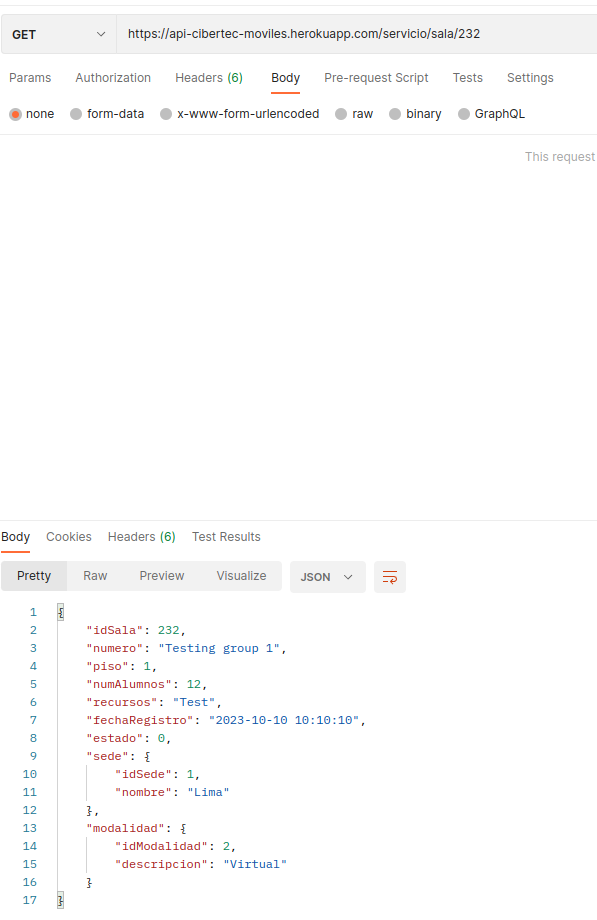 GET https://api-cibertec-moviles.herokuapp.com/servicio/sala/232
Params Authorization Headers (6) Body Pre-request Script Tests Settings
none form-data x-www-form-urlencoded raw binary GraphQL
This request
Body Cookies Headers (6) Test Results
Pretty Raw Preview Visualize JSON
1 {
2 "idSala": 232,
3 "numero": "Testing group 1",
4 "piso": 1,
5 "numAlumnos": 12,
6 "recursos": "Test",
7 "fechaRegistro": "2023-10-10 10:10:10",
8 "estado": 0,
9 "sede": {
10 "idSede": 1,
11 "nombre": "Lima"
12 },
13 "modalidad": {
14 "idModalidad": 2,
15 "descripcion": "Virtual"
16 }
17 }